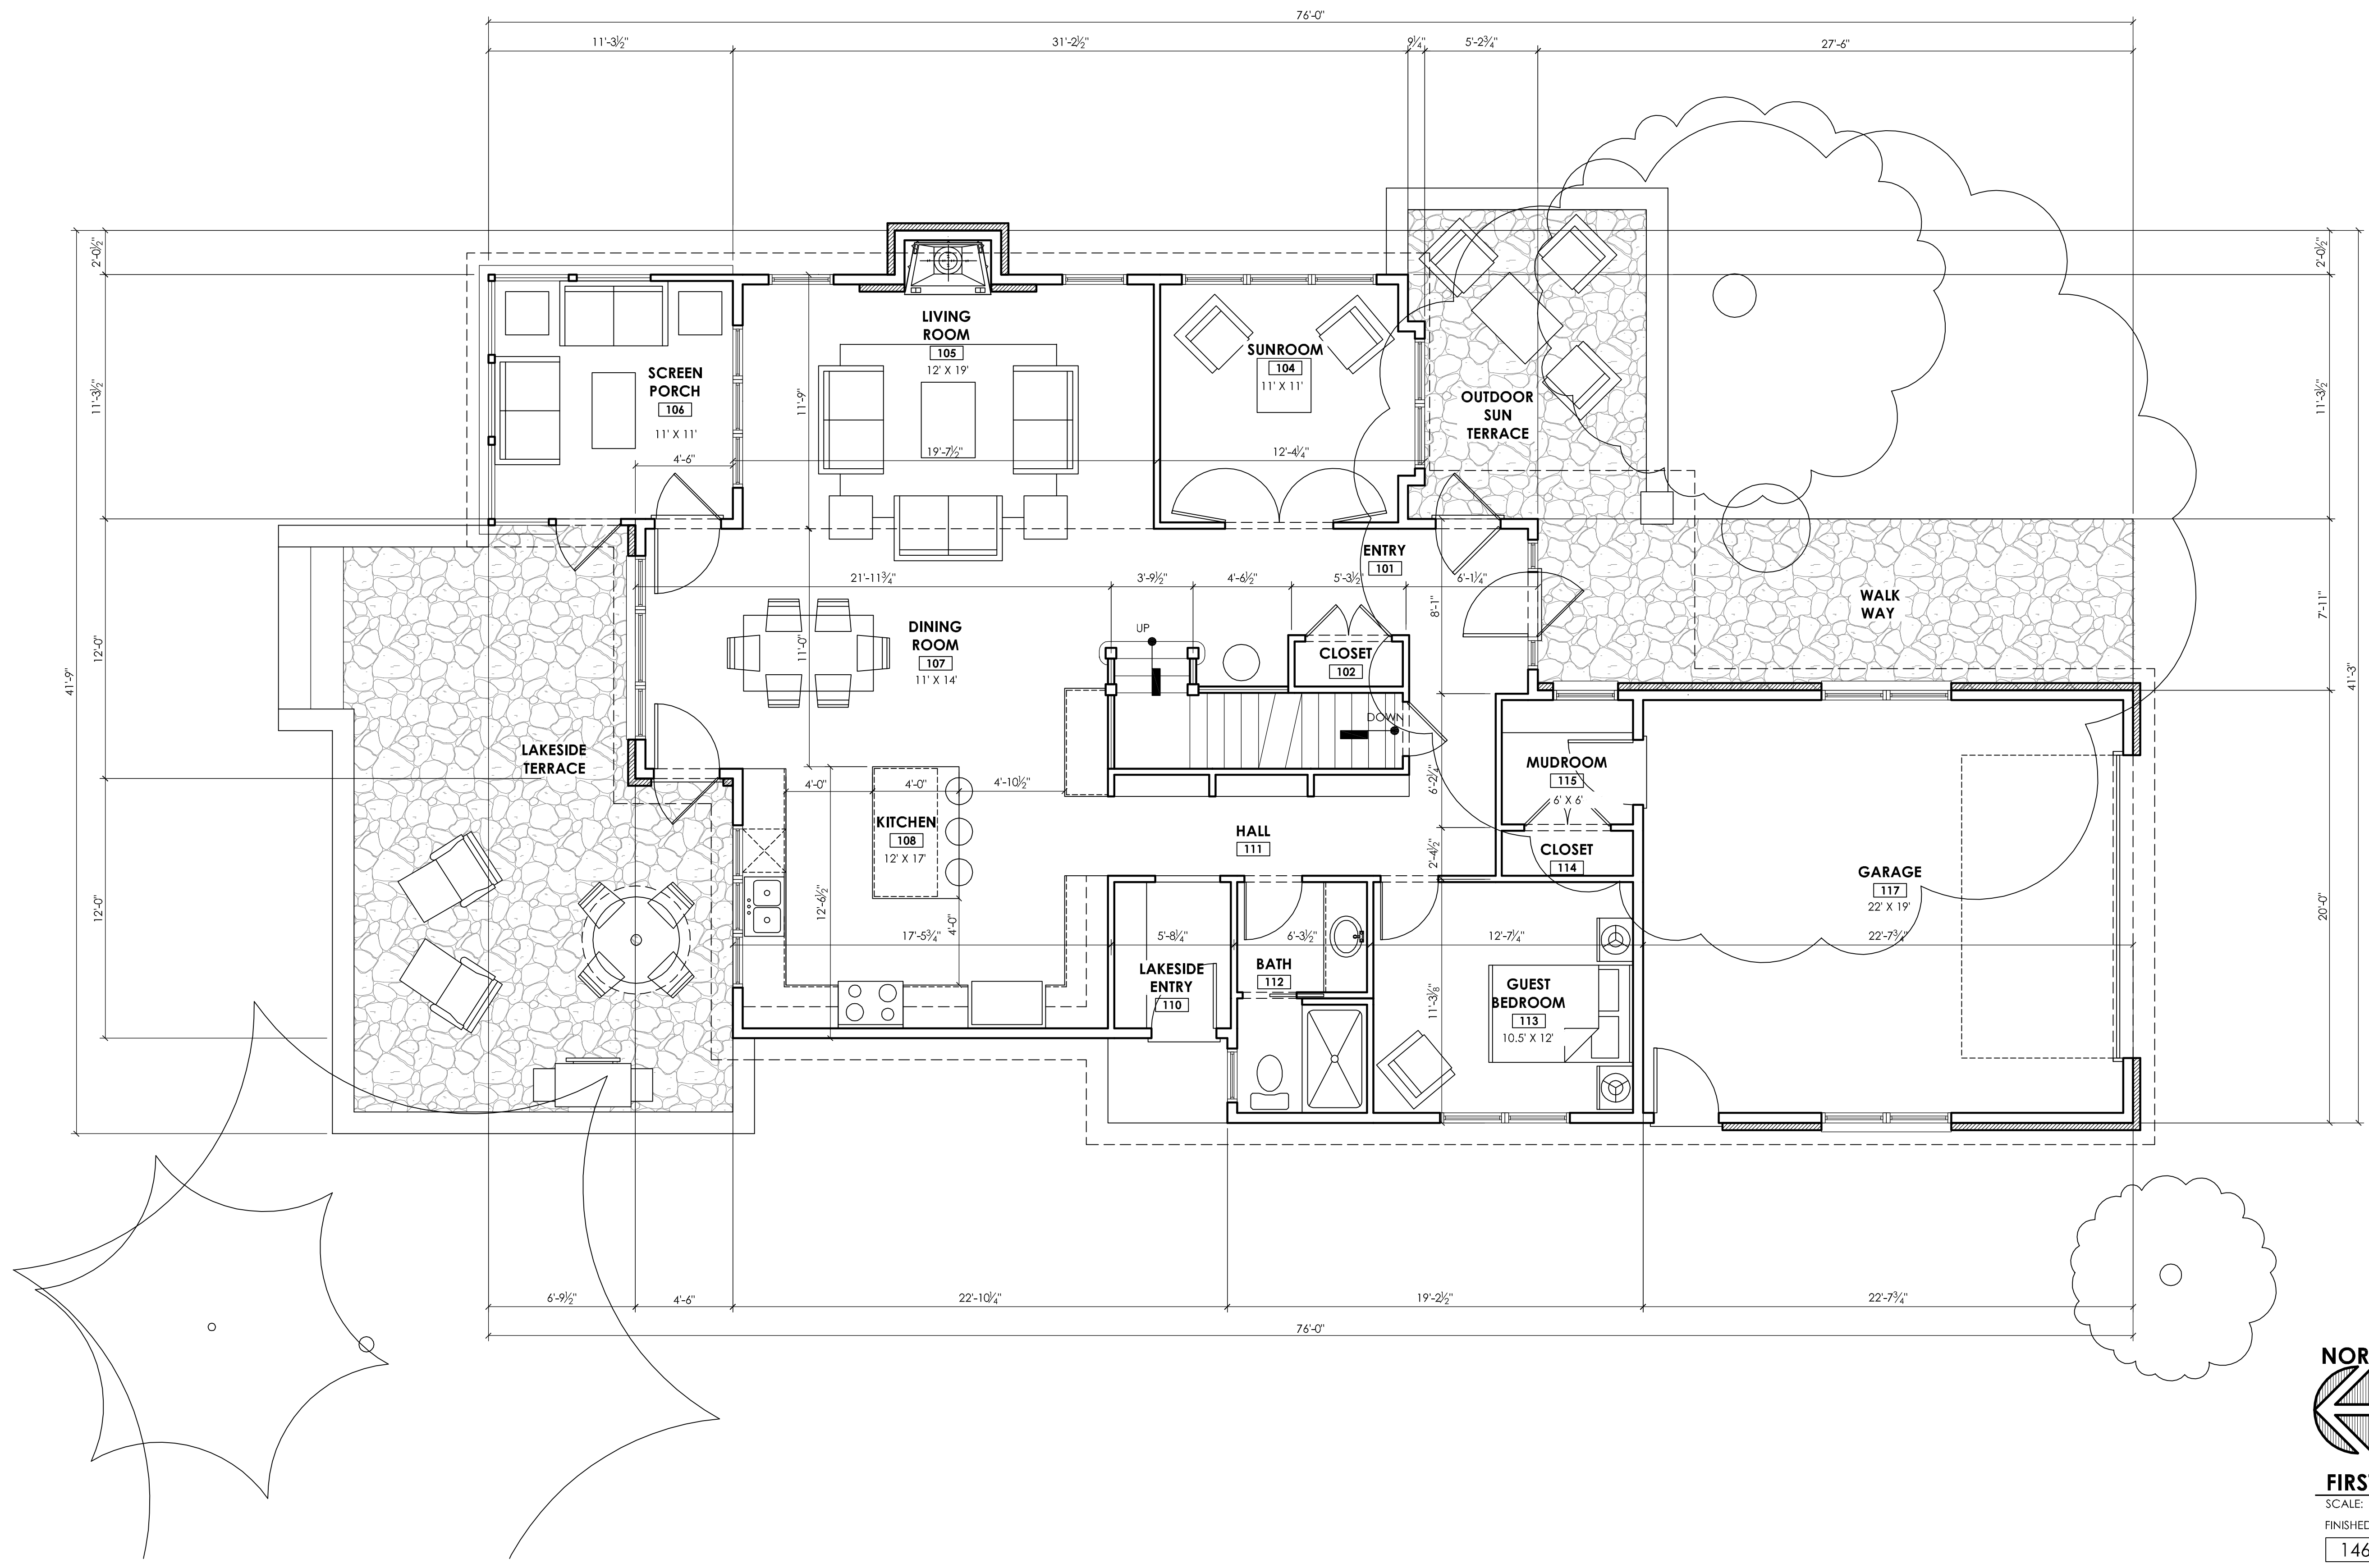 76'-0"
11'-3½"
31'-2½"
9¼"
5'-2¾"
27'-6"
2'-0½"
2'-0½"
LIVING
ROOM
105
12' X 19'
SUNROOM
104
11' X 11'
SCREEN
PORCH
106
11' X 11'
11'-3½"
11'-9"
OUTDOOR
SUN
TERRACE
11'-3½"
4'-6"
19'-7½"
12'-4¼"
ENTRY
101
21'-11¾"
3'-9½"
4'-6½"
5'-3½"
6'-1¼"
8'-1"
WALK
WAY
7'-11"
UP
DINING
ROOM
107
11' X 14'
11'-0"
12'-0"
41'-9"
CLOSET
102
41'-3"
DOWN
LAKESIDE
TERRACE
MUDROOM
115
6' X 6'
4'-0"
4'-0"
4'-10½"
6'-2¼"
KITCHEN
108
12' X 17'
HALL
111
2'-4½"
CLOSET
114
GARAGE
117
22' X 19'
12'-0"
12'-6½"
4'-0"
20'-0"
17'-5¾"
5'-8¼"
6'-3½"
12'-7¼"
22'-7¾"
LAKESIDE
ENTRY
110
BATH
112
11'-3⅛"
GUEST
BEDROOM
113
10.5' X 12'
6'-9½"
4'-6"
22'-10¼"
19'-2½"
22'-7¾"
76'-0"
NOR
FIRS
SCALE:
FINISHED
146